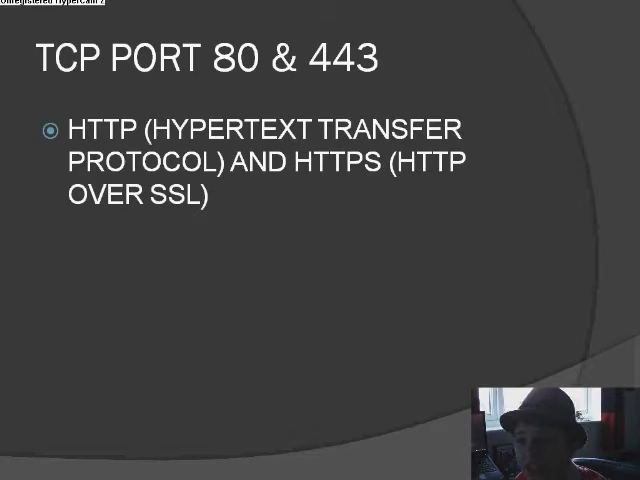 Unregistered HyperCam 2
TCP PORT 80 & 443
HTTP (HYPERTEXT TRANSFER
PROTOCOL) AND HTTPS (HTTP
OVER SSL)